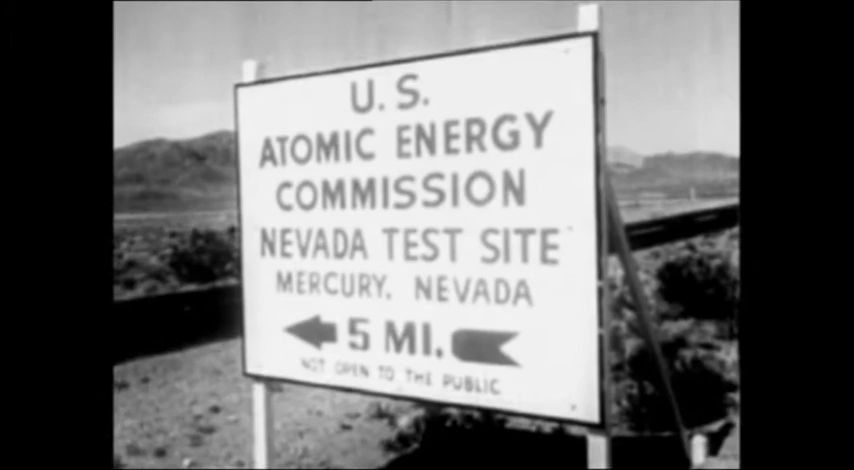 U. S.
ATOMIC ENERGY
COMMISSION
NEVADA TEST SITE
MERCURY, NEVADA
5 MI.
NOT OPEN TO THE PUBLIC